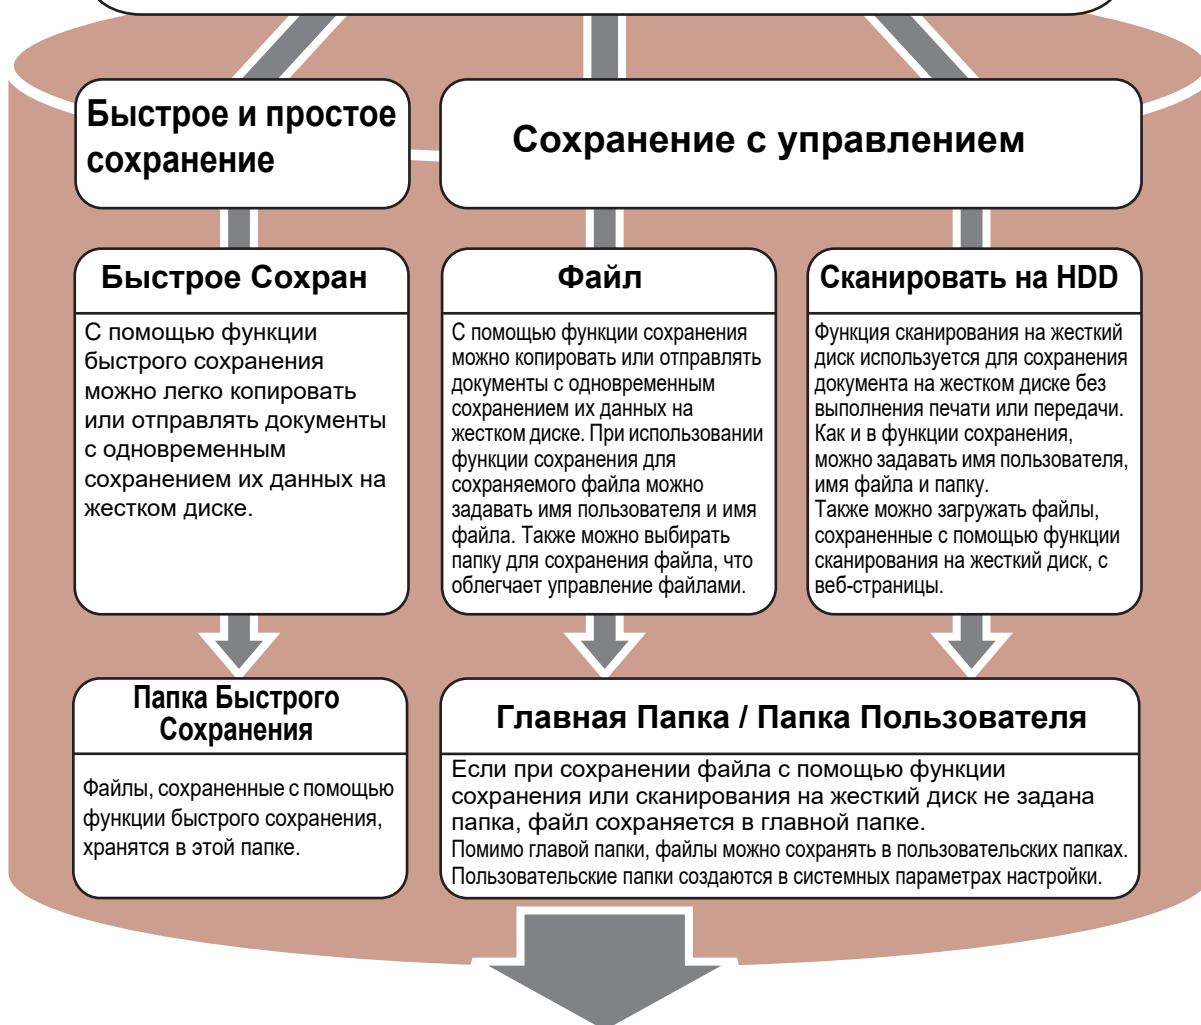 Быстрое и простое
сохранение
Сохранение с управлением
Быстрое Сохран
С помощью функции
быстрого сохранения
можно легко копировать
или отправлять документы
с одновременным
сохранением их данных на
жестком диске.
Файл
С помощью функции сохранения
можно копировать или отправлять
документы с одновременным
сохранением их данных на
жестком диске. При использовании
функции сохранения для
сохраняемого файла можно
задавать имя пользователя и имя
файла. Также можно выбирать
папку для сохранения файла, что
облегчает управление файлами.
Сканировать на HDD
Функция сканирования на жесткий
диск используется для сохранения
документа на жестком диске без
выполнения печати или передачи.
Как и в функции сохранения,
можно задавать имя пользователя,
имя файла и папку.
Также можно загружать файлы,
сохраненные с помощью функции
сканирования на жесткий диск, с
веб-страницы.
Папка Быстрого
Сохранения
Файлы, сохраненные с помощью
функции быстрого сохранения,
хранятся в этой папке.
Главная Папка / Папка Пользователя
Если при сохранении файла с помощью функции
сохранения или сканирования на жесткий диск не задана
папка, файл сохраняется в главной папке.
Помимо главой папки, файлы можно сохранять в пользовательских папках.
Пользовательские папки создаются в системных параметрах настройки.